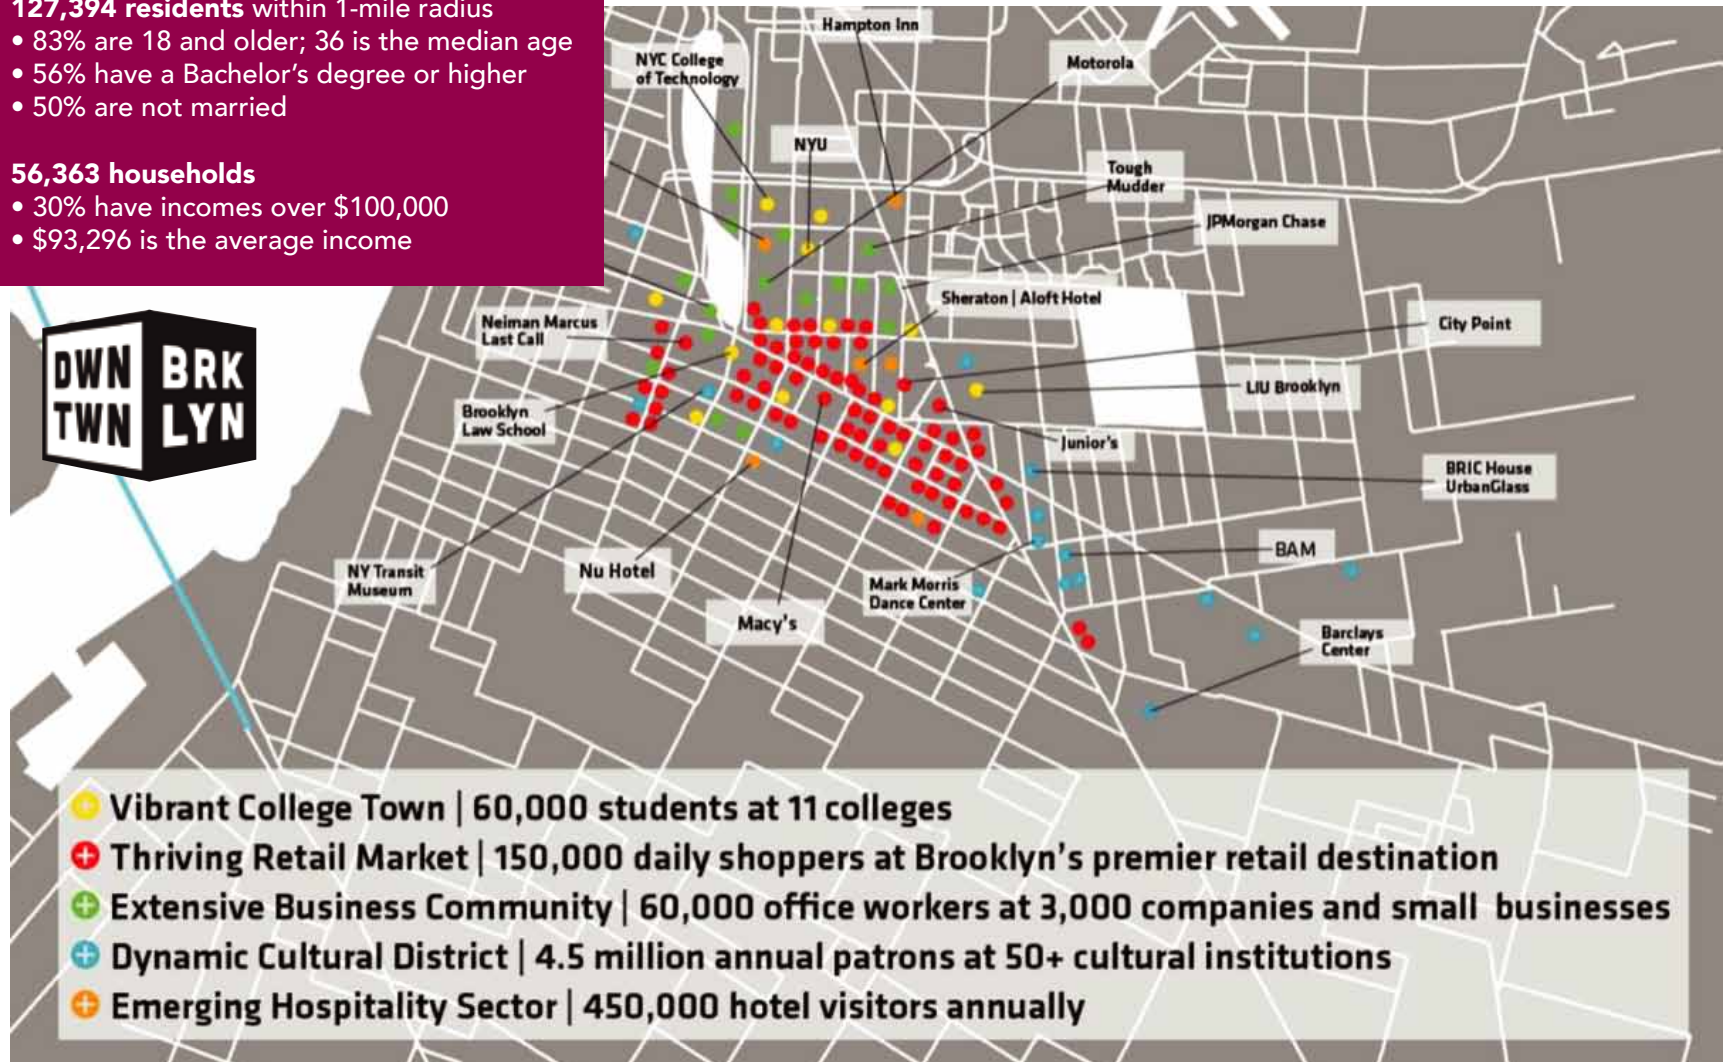 127,394 residents within 1-mile radius
• 83% are 18 and older; 36 is the median age
• 56% have a Bachelor's degree or higher
• 50% are not married
56,363 households
• 30% have incomes over $100,000
• $93,296 is the average income
DWN
TWN
BRK
LYN
Hampton Inn
NYC College
of Technology
Motorola
NYU
Tough
Mudder
JPMorgan Chase
Sheraton | Aloft Hotel
Neiman Marcus
Last Call
City Point
LIU Brooklyn
Brooklyn
Law School
Junior's
BRIC House
UrbanGlass
BAM
NY Transit
Museum
Nu Hotel
Mark Morris
Dance Center
Macy's
Barclays
Center
Vibrant College Town | 60,000 students at 11 colleges
Thriving Retail Market | 150,000 daily shoppers at Brooklyn's premier retail destination
Extensive Business Community | 60,000 office workers at 3,000 companies and small businesses
Dynamic Cultural District | 4.5 million annual patrons at 50+ cultural institutions
Emerging Hospitality Sector | 450,000 hotel visitors annually